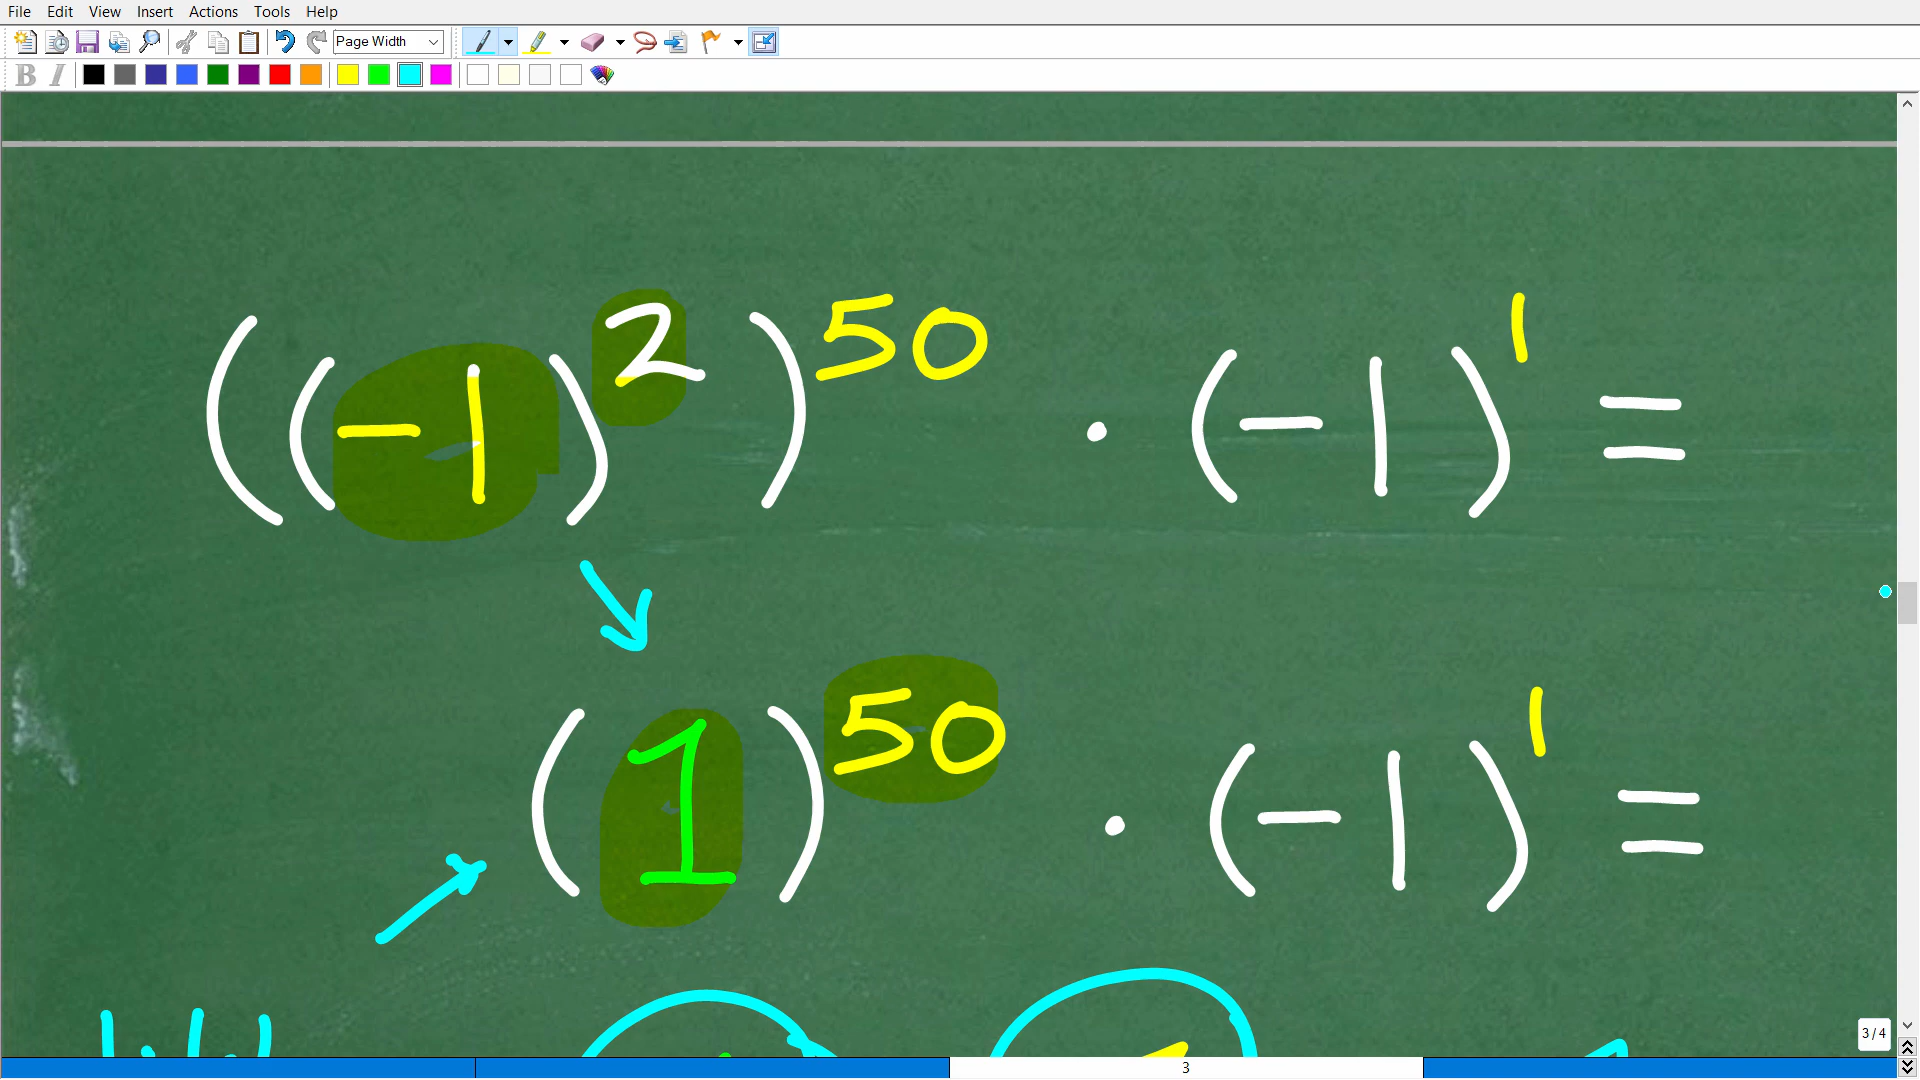 File Edit View Insert Actions Tools Help
Page Width
B I
((-1)²)⁵⁰ · (-1)¹ =
(1)⁵⁰ · (-1)¹ =
3 / 4
3